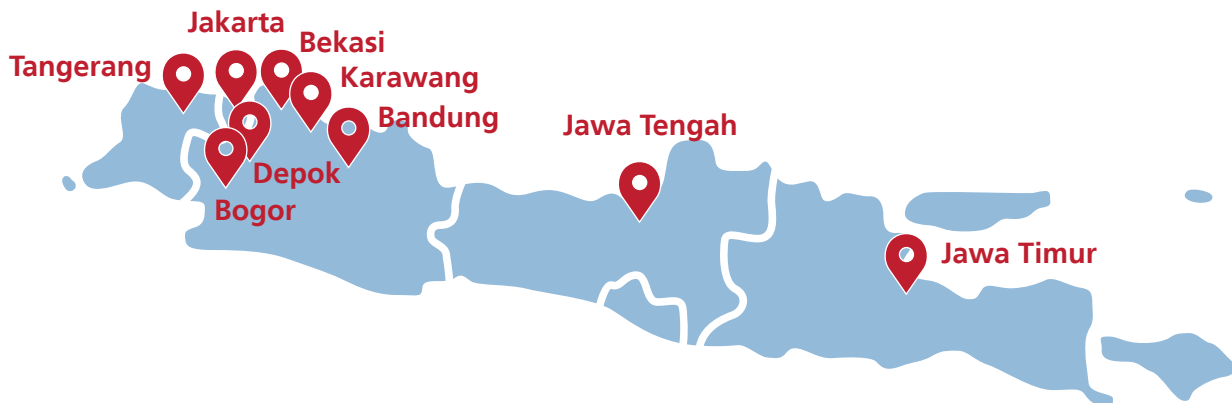 Jakarta
Bekasi
Tangerang
Karawang
Bandung
Jawa Tengah
Depok
Bogor
Jawa Timur